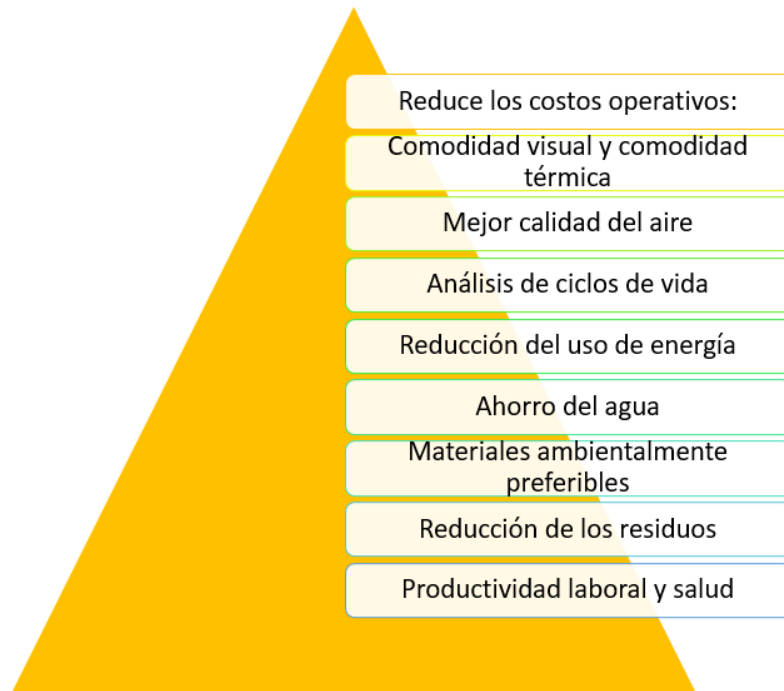 Reduce los costos operativos:
Comodidad visual y comodidad
térmica
Mejor calidad del aire
Análisis de ciclos de vida
Reducción del uso de energía
Ahorro del agua
Materiales ambientalmente
preferibles
Reducción de los residuos
Productividad laboral y salud